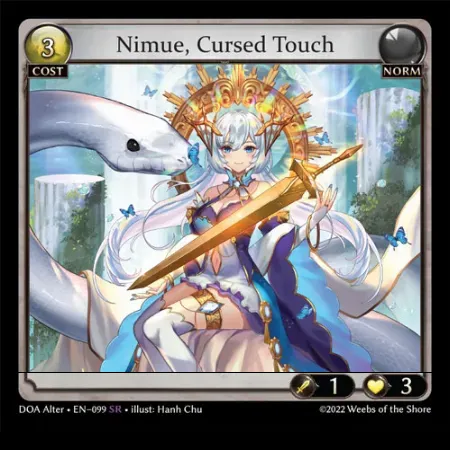 3
COST
Nimue, Cursed Touch
NORM
1
3
DOA Alter • EN-099 SR • illust: Hanh Chu
©2022 Weebs of the Shore